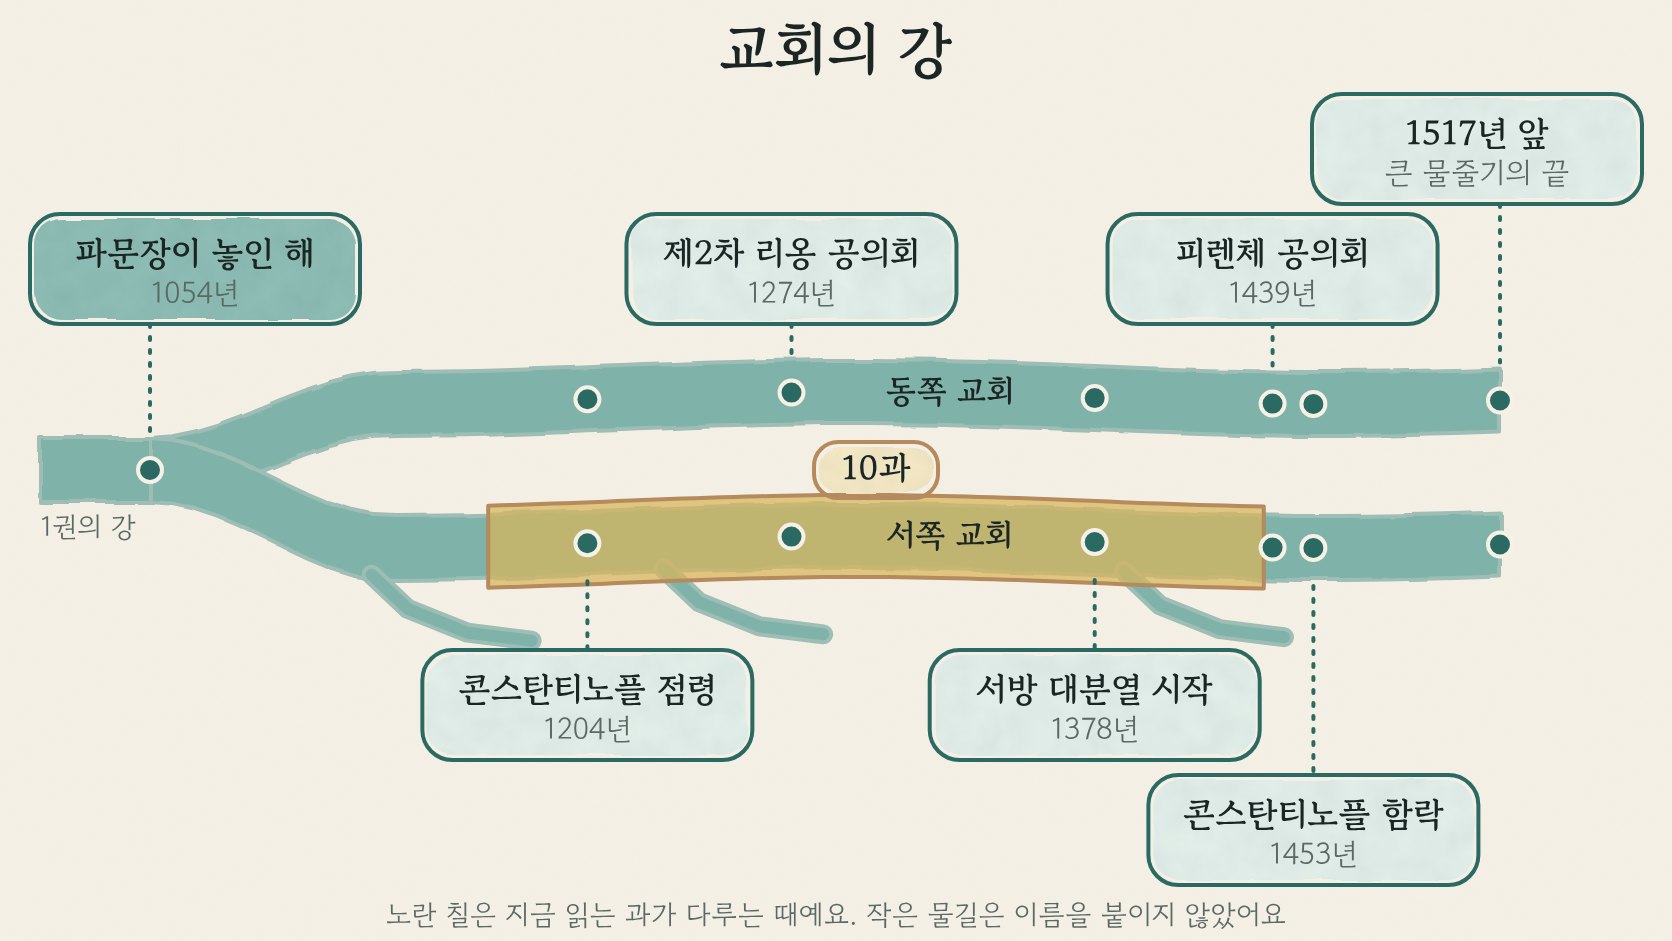 교회의 강
1517년 앞
큰 물줄기의 끝
파문장이 놓인 해
1054년
제2차 리옹 공의회
1274년
피렌체 공의회
1439년
동쪽 교회
10과
1권의 강
서쪽 교회
콘스탄티노플 점령
1204년
서방 대분열 시작
1378년
콘스탄티노플 함락
1453년
노란 칠은 지금 읽는 과가 다루는 때예요. 작은 물길은 이름을 붙이지 않았어요